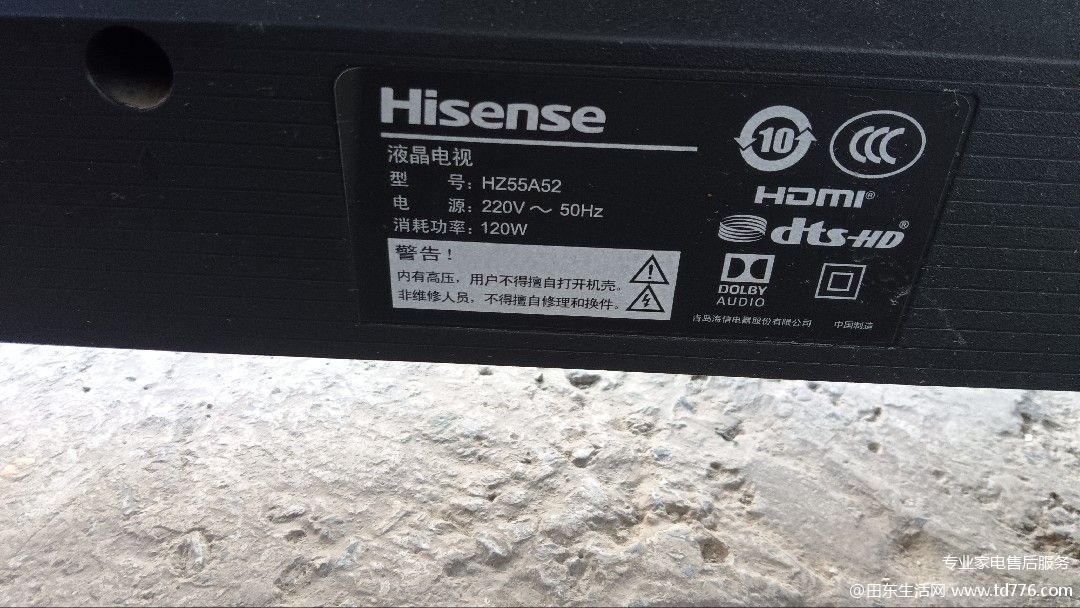 Hisense
液晶电视
型 号：HZ55A52
电 源：220V～ 50Hz
消耗功率：120W
警告！
内有高压，用户不得擅自打开机壳。
非维修人员，不得擅自修理和换件。
10
CCC
HDMI®
dts-HD®
DOLBY
AUDIO
青岛海信电器股份有限公司
中国制造
专业家电售后服务
@田东生活网 www.td776.com